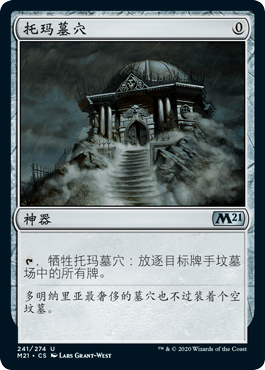 托玛墓穴 0
神器 M21
，牺牲托玛墓穴：放逐目标牌手坟墓
场中的所有牌。
多明纳里亚最奢侈的墓穴也不过装着个空
坟墓。
241/274 U
M21 • CS LARS GRANT-WEST
™ & © 2020 Wizards of the Coast